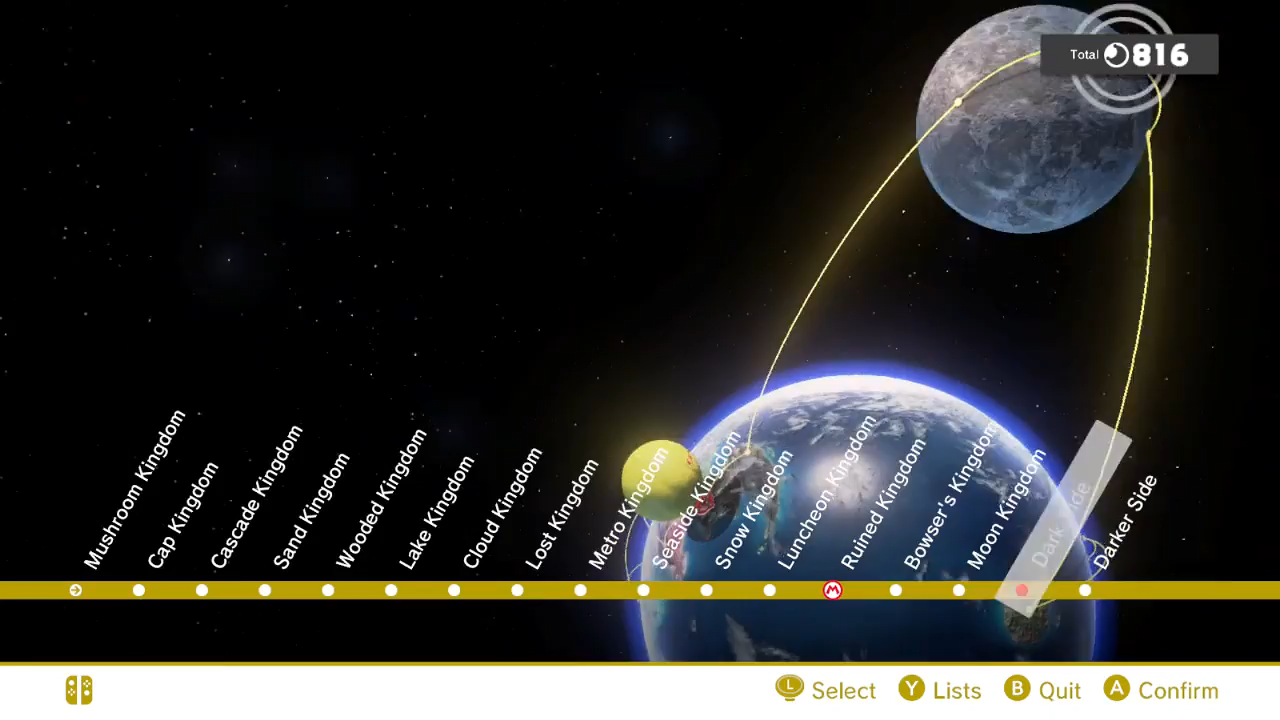 Total 816
Mushroom Kingdom
Cap Kingdom
Cascade Kingdom
Sand Kingdom
Wooded Kingdom
Lake Kingdom
Cloud Kingdom
Lost Kingdom
Metro Kingdom
Seaside Kingdom
Snow Kingdom
Luncheon Kingdom
Ruined Kingdom
Bowser's Kingdom
Moon Kingdom
Dark Side
Darker Side
L Select Y Lists B Quit A Confirm